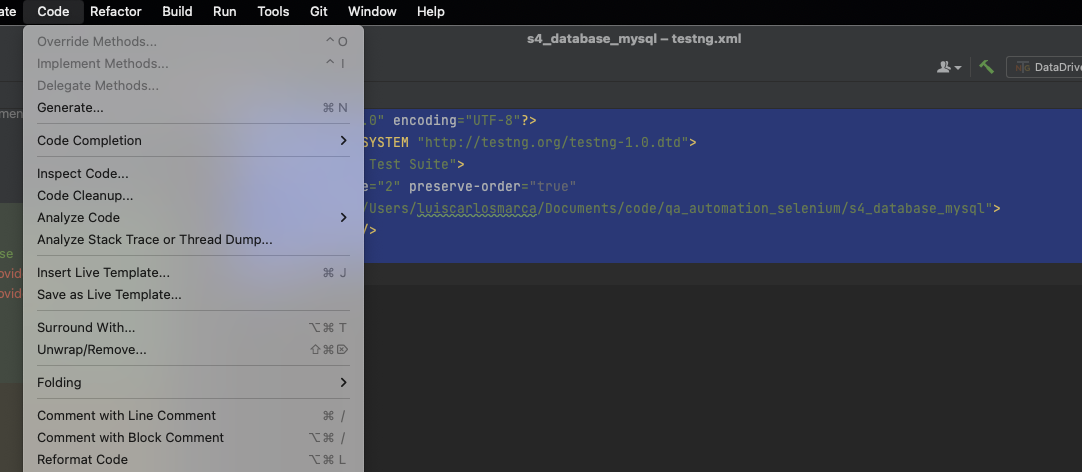 ate Code Refactor Build Run Tools Git Window Help
s4_database_mysql – testng.xml
DataDrive
Override Methods... ^ O
Implement Methods... ^ I
Delegate Methods...
Generate... ⌘ N
Code Completion >
Inspect Code...
Code Cleanup...
Analyze Code >
Analyze Stack Trace or Thread Dump...
Insert Live Template... ⌘ J
Save as Live Template...
Surround With... ⌥⌘ T
Unwrap/Remove... ⇧⌘⌦
Folding >
Comment with Line Comment ⌘ /
Comment with Block Comment ⌥⌘ /
Reformat Code ⌥⌘ L
men
se
ovid
ovid
.0" encoding="UTF-8"?>
SYSTEM "http://testng.org/testng-1.0.dtd">
Test Suite">
e="2" preserve-order="true"
/Users/luiscarlosmarca/Documents/code/qa_automation_selenium/s4_database_mysql">
/>